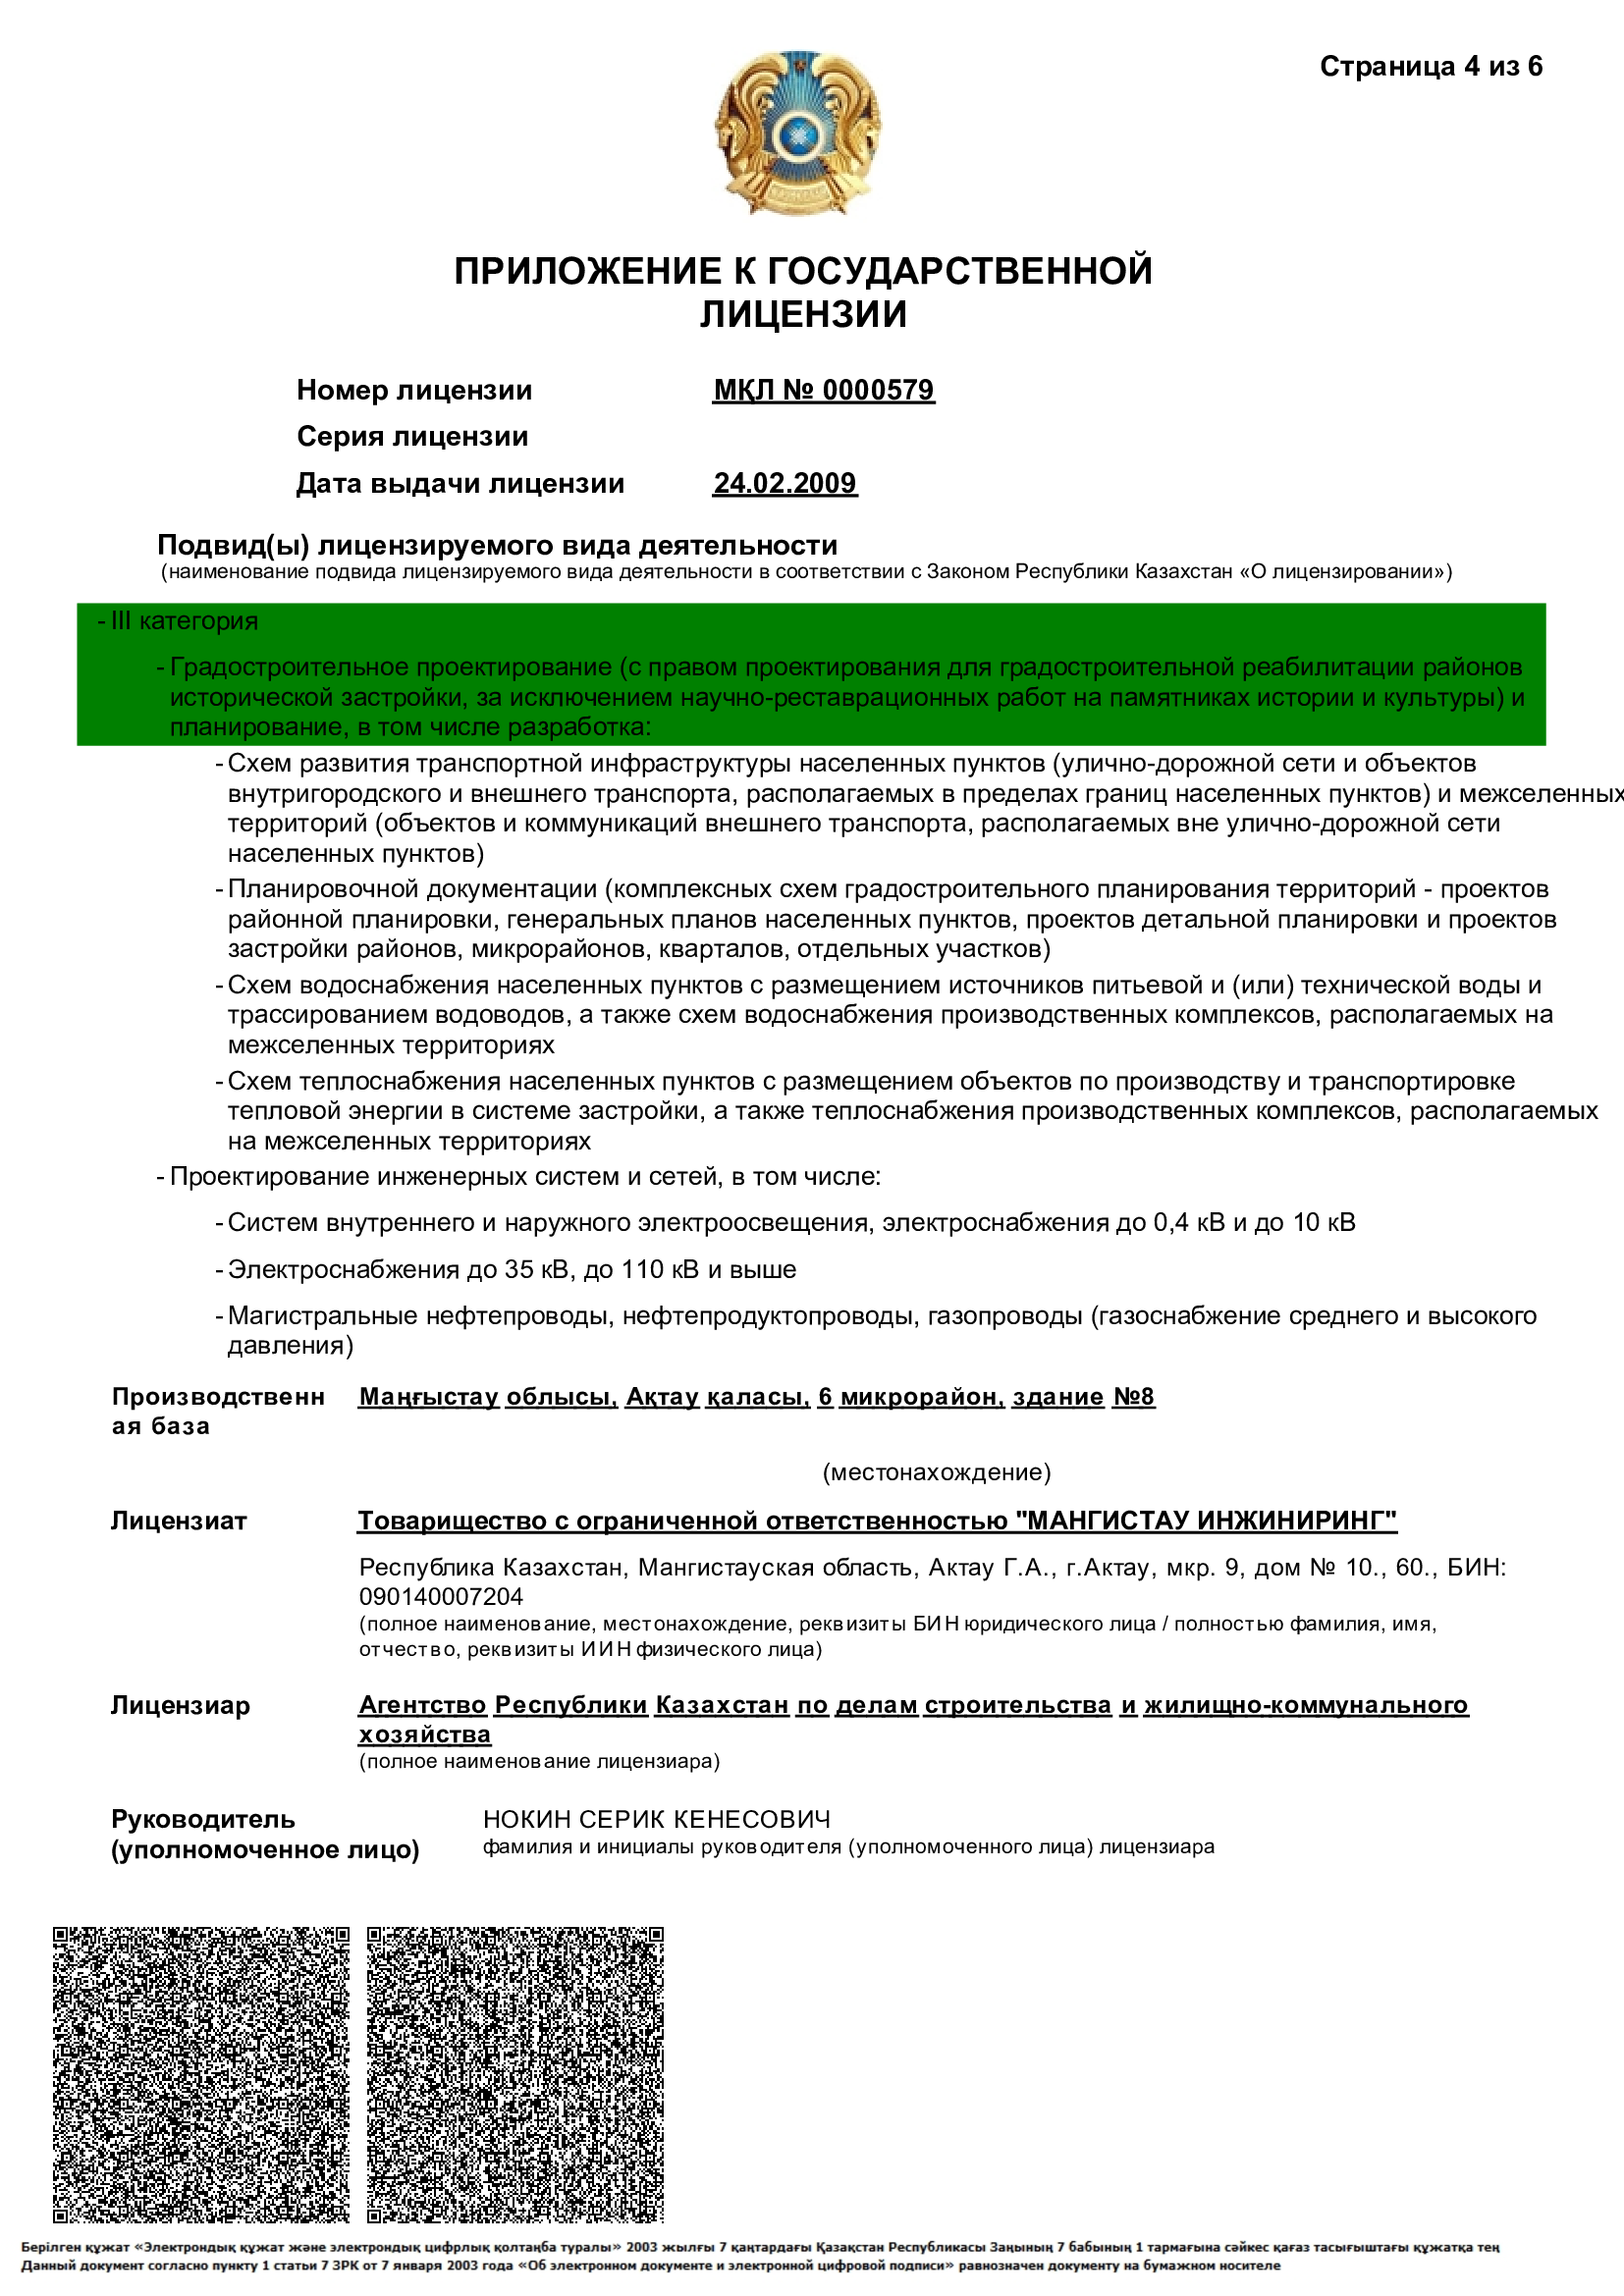 Страница 4 из 6
ПРИЛОЖЕНИЕ К ГОСУДАРСТВЕННОЙ
ЛИЦЕНЗИИ
Номер лицензии МҚЛ № 0000579
Серия лицензии
Дата выдачи лицензии 24.02.2009
Подвид(ы) лицензируемого вида деятельности
(наименование подвида лицензируемого вида деятельности в соответствии с Законом Республики Казахстан «О лицензировании»)
- III категория
- Градостроительное проектирование (с правом проектирования для градостроительной реабилитации районов
исторической застройки, за исключением научно-реставрационных работ на памятниках истории и культуры) и
планирование, в том числе разработка:
- Схем развития транспортной инфраструктуры населенных пунктов (улично-дорожной сети и объектов
внутригородского и внешнего транспорта, располагаемых в пределах границ населенных пунктов) и межселенных
территорий (объектов и коммуникаций внешнего транспорта, располагаемых вне улично-дорожной сети
населенных пунктов)
- Планировочной документации (комплексных схем градостроительного планирования территорий - проектов
районной планировки, генеральных планов населенных пунктов, проектов детальной планировки и проектов
застройки районов, микрорайонов, кварталов, отдельных участков)
- Схем водоснабжения населенных пунктов с размещением источников питьевой и (или) технической воды и
трассированием водоводов, а также схем водоснабжения производственных комплексов, располагаемых на
межселенных территориях
- Схем теплоснабжения населенных пунктов с размещением объектов по производству и транспортировке
тепловой энергии в системе застройки, а также теплоснабжения производственных комплексов, располагаемых
на межселенных территориях
- Проектирование инженерных систем и сетей, в том числе:
- Систем внутреннего и наружного электроосвещения, электроснабжения до 0,4 кВ и до 10 кВ
- Электроснабжения до 35 кВ, до 110 кВ и выше
- Магистральные нефтепроводы, нефтепродуктопроводы, газопроводы (газоснабжение среднего и высокого
давления)
Производственн Маңғыстау облысы, Ақтау қаласы, 6 микрорайон, здание №8
ая база
(местонахождение)
Лицензиат Товарищество с ограниченной ответственностью "МАНГИСТАУ ИНЖИНИРИНГ"
Республика Казахстан, Мангистауская область, Актау Г.А., г.Актау, мкр. 9, дом № 10., 60., БИН:
090140007204
(полное наименование, местонахождение, реквизиты БИН юридического лица / полностью фамилия, имя,
отчество, реквизиты ИИН физического лица)
Лицензиар Агентство Республики Казахстан по делам строительства и жилищно-коммунального
хозяйства
(полное наименование лицензиара)
Руководитель НОКИН СЕРИК КЕНЕСОВИЧ
(уполномоченное лицо) фамилия и инициалы руководителя (уполномоченного лица) лицензиара
Берілген құжат «Электрондық құжат және электрондық цифрлық қолтаңба туралы» 2003 жылғы 7 қаңтардағы Қазақстан Республикасы Заңының 7 бабының 1 тармағына сәйкес қағаз тасығыштағы құжатқа тең
Данный документ согласно пункту 1 статьи 7 ЗРК от 7 января 2003 года «Об электронном документе и электронной цифровой подписи» равнозначен документу на бумажном носителе